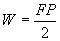 W = FP/2